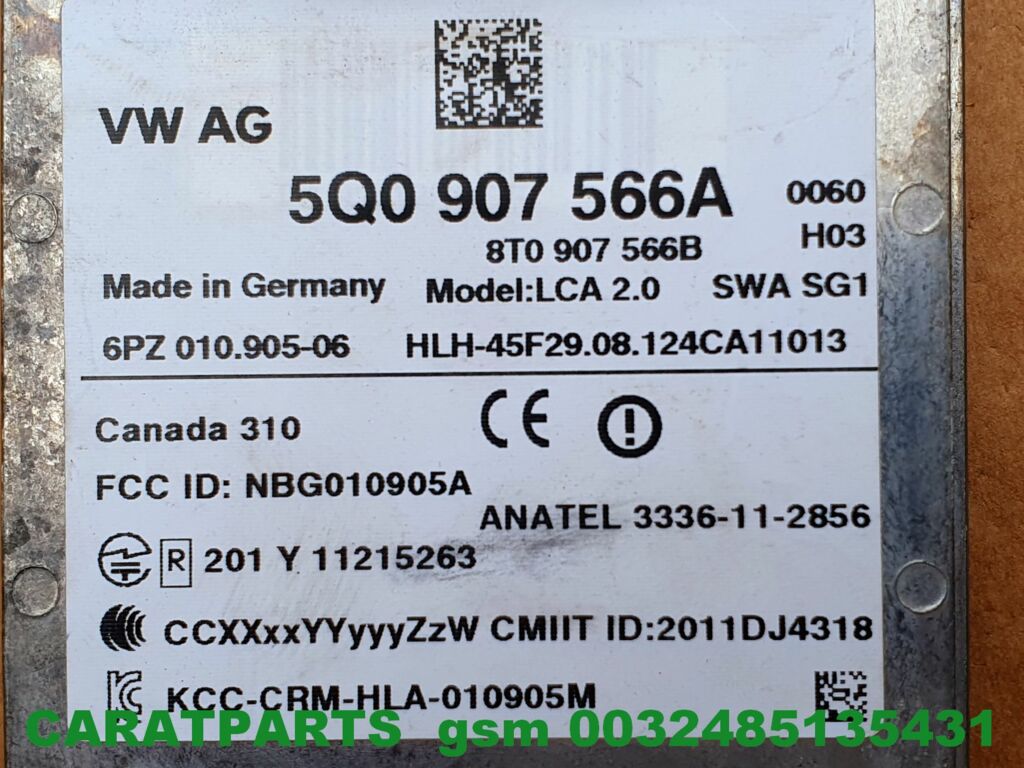 VW AG
5Q0 907 566A 0060
8T0 907 566B H03
Made in Germany Model:LCA 2.0 SWA SG1
6PZ 010.905-06 HLH-45F29.08.124CA11013
Canada 310 CE
FCC ID: NBG010905A
ANATEL 3336-11-2856
R 201 Y 11215263
CCXXxxYYyyyZzW CMIIT ID:2011DJ4318
KCC-CRM-HLA-010905M
CARATPARTS gsm 0032485135431